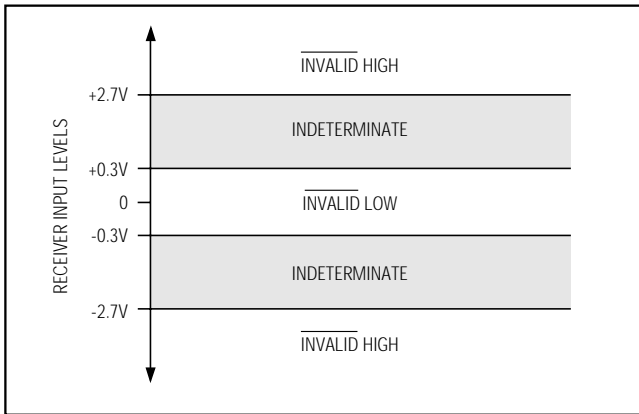 INVALID HIGH
+2.7V
INDETERMINATE
+0.3V
RECEIVER INPUT LEVELS
0
INVALID LOW
-0.3V
INDETERMINATE
-2.7V
INVALID HIGH